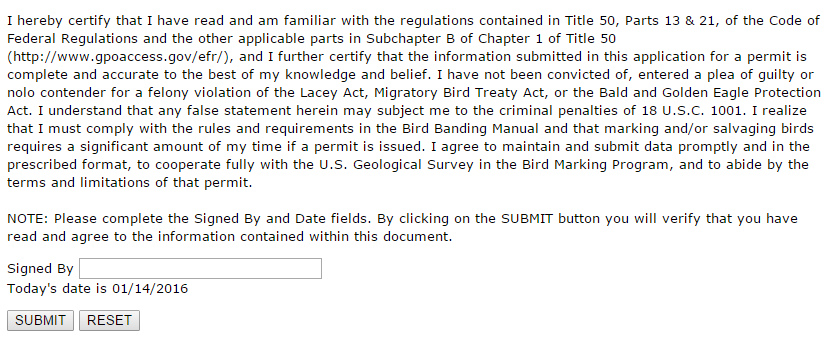 I hereby certify that I have read and am familiar with the regulations contained in Title 50, Parts 13 & 21, of the Code of
Federal Regulations and the other applicable parts in Subchapter B of Chapter 1 of Title 50
(http://www.gpoaccess.gov/efr/), and I further certify that the information submitted in this application for a permit is
complete and accurate to the best of my knowledge and belief. I have not been convicted of, entered a plea of guilty or
nolo contender for a felony violation of the Lacey Act, Migratory Bird Treaty Act, or the Bald and Golden Eagle Protection
Act. I understand that any false statement herein may subject me to the criminal penalties of 18 U.S.C. 1001. I realize
that I must comply with the rules and requirements in the Bird Banding Manual and that marking and/or salvaging birds
requires a significant amount of my time if a permit is issued. I agree to maintain and submit data promptly and in the
prescribed format, to cooperate fully with the U.S. Geological Survey in the Bird Marking Program, and to abide by the
terms and limitations of that permit.
NOTE: Please complete the Signed By and Date fields. By clicking on the SUBMIT button you will verify that you have
read and agree to the information contained within this document.
Signed By
Today's date is 01/14/2016
SUBMIT RESET